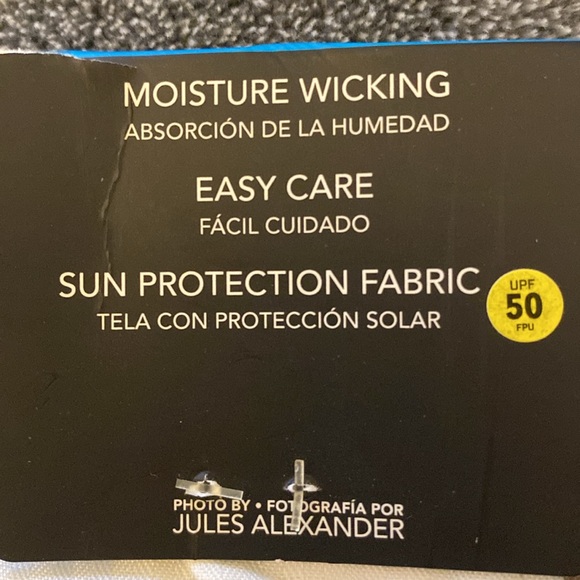 MOISTURE WICKING
ABSORCIÓN DE LA HUMEDAD
EASY CARE
FÁCIL CUIDADO
SUN PROTECTION FABRIC
TELA CON PROTECCIÓN SOLAR
UPF
50
FPU
PHOTO BY • FOTOGRAFÍA POR
JULES ALEXANDER